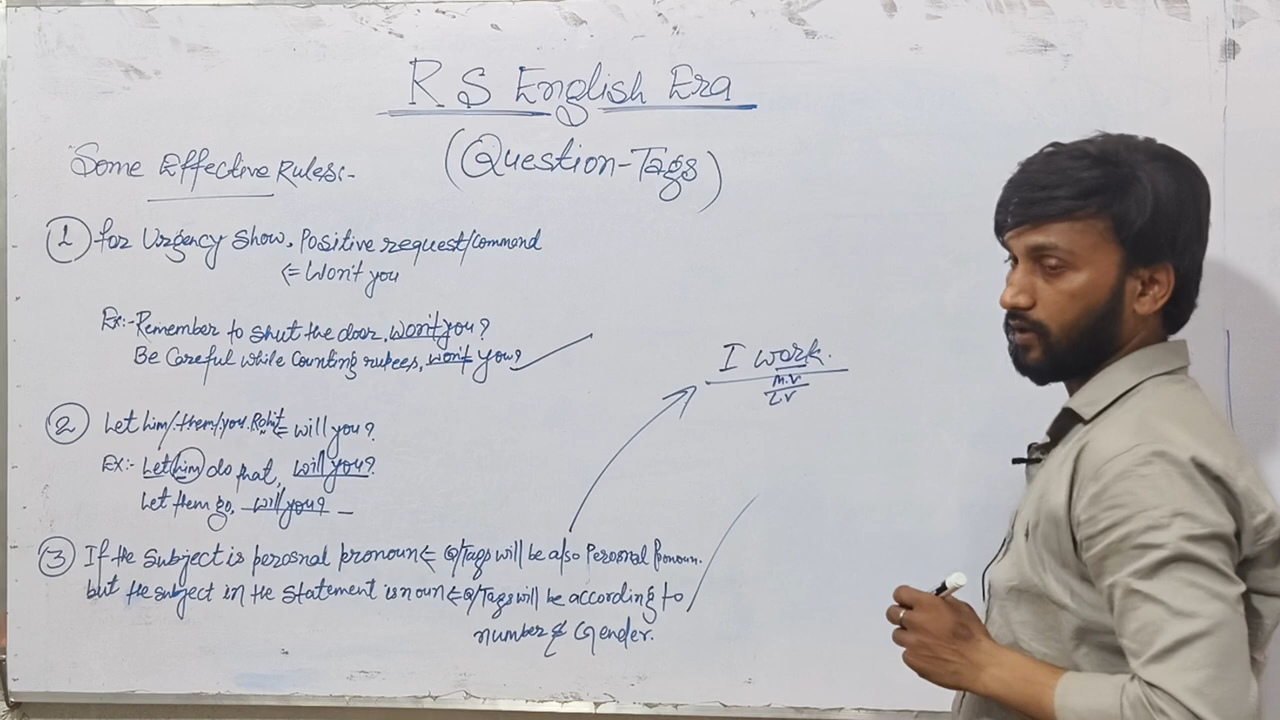 R S English Era
(Question-Tags)
Some Effective Rules:-
1 for Urgency Show, Positive request/command
<= Won't you
Ex:- Remember to shut the door, won't you?
Be Careful while counting rupees, won't you?
2 Let him/them/you. Rohit <= will you?
Ex:- Let him do that, will you?
Let them go, will you?
3 If the subject is perosnal pronoun <= Q/Tags will be also Perosnal Pronoun.
but the subject in the statement is noun <= Q/Tags will be according to
number & Gender.
I work.
M.V